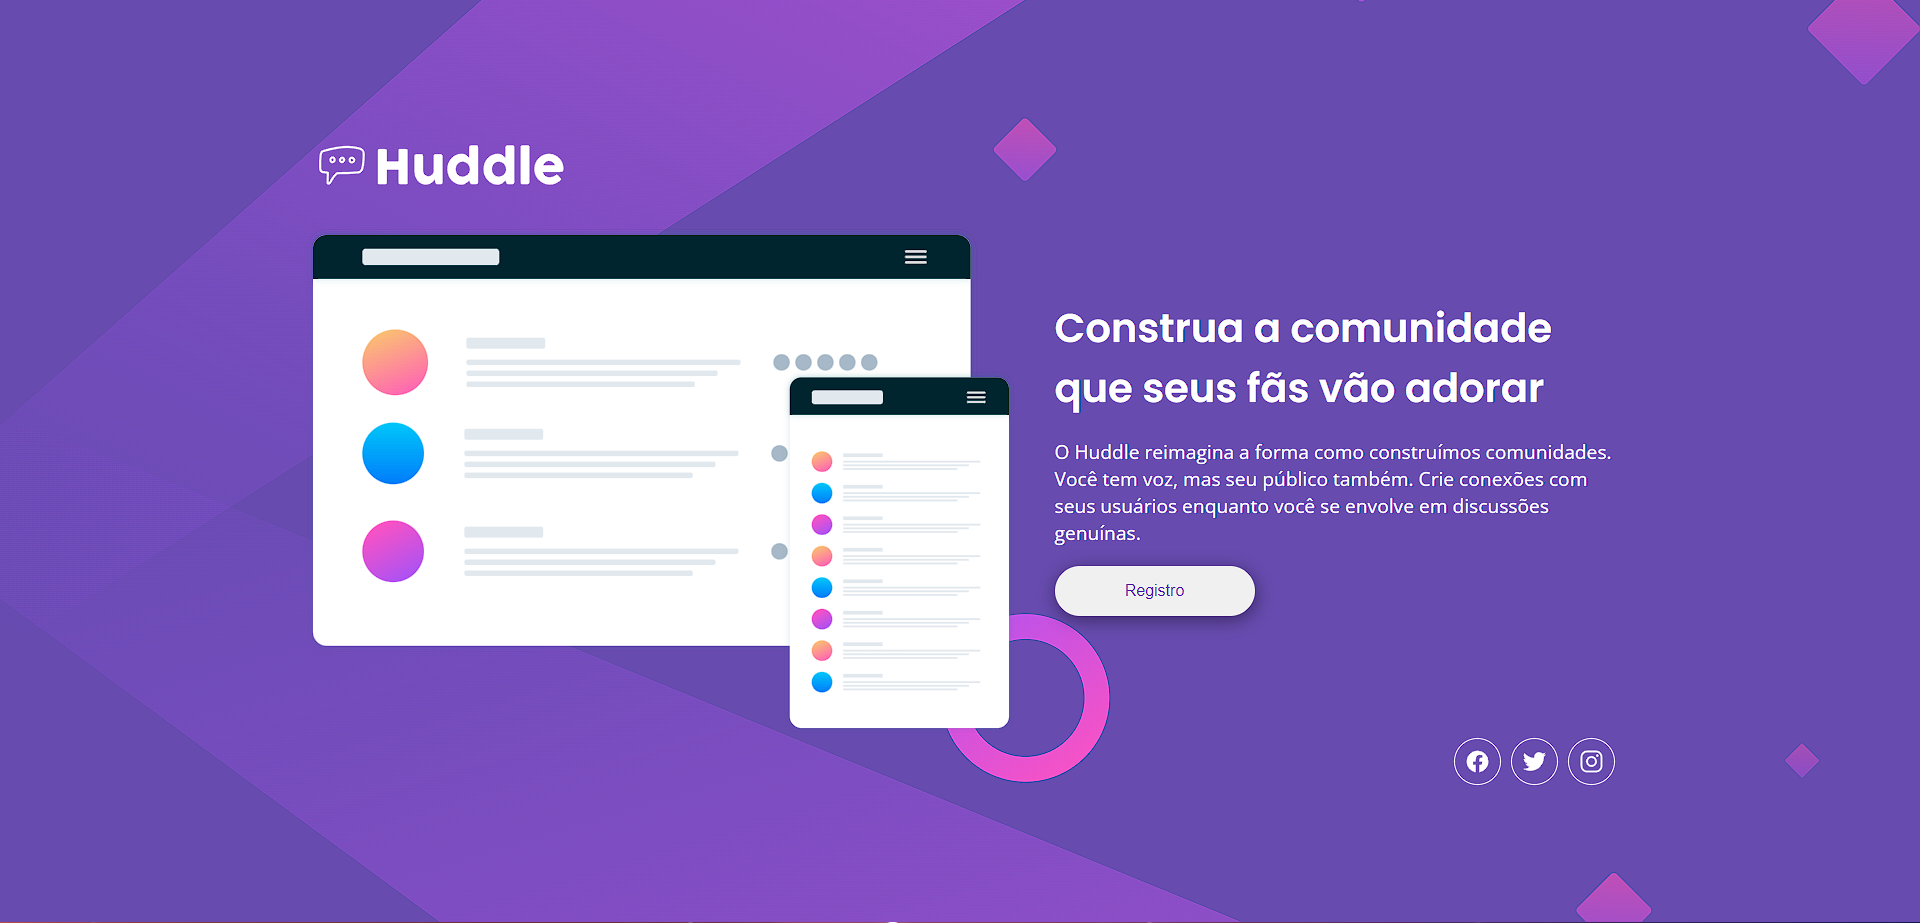 Huddle
Construa a comunidade
que seus fãs vão adorar
O Huddle reimagina a forma como construímos comunidades.
Você tem voz, mas seu público também. Crie conexões com
seus usuários enquanto você se envolve em discussões
genuínas.
Registro